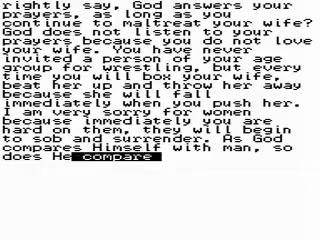 rightly say, God answers your
prayers, as long as you
continue to maltreat your wife?
God does not listen to your
prayers because you do not love
your wife. You have never
invited a person of your age
group for wrestling, but every
time you will box your wife,
beat her up and throw her away
because she will fall
immediately when you push her.
I am very sorry for women
because immediately you are
hard on them, they will begin
to sob and surrender. As God
compares Himself with man, so
does He compare